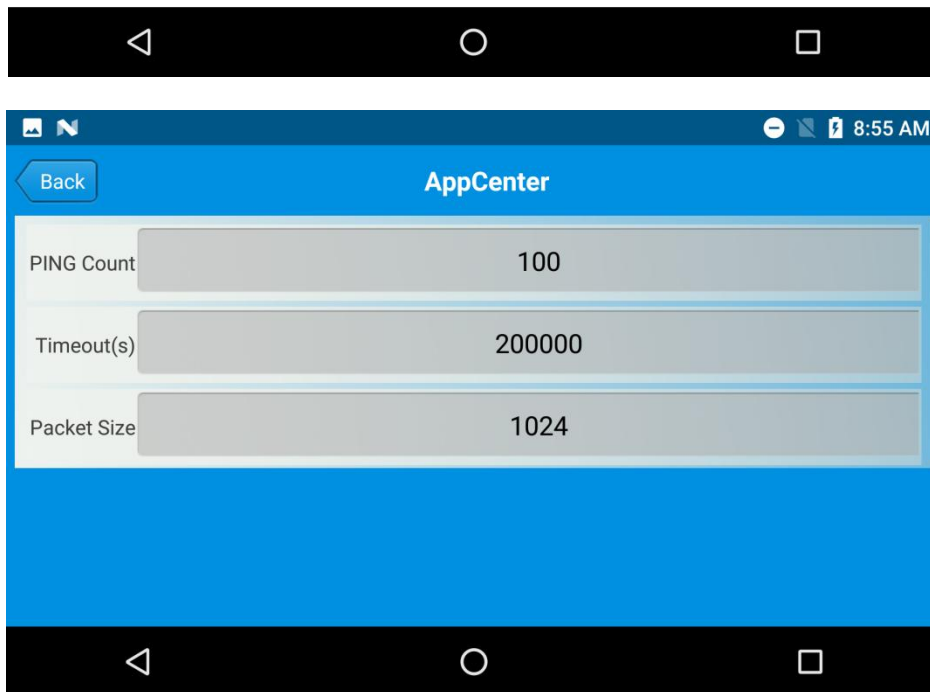 8:55 AM
Back
AppCenter
PING Count 100
Timeout(s) 200000
Packet Size 1024